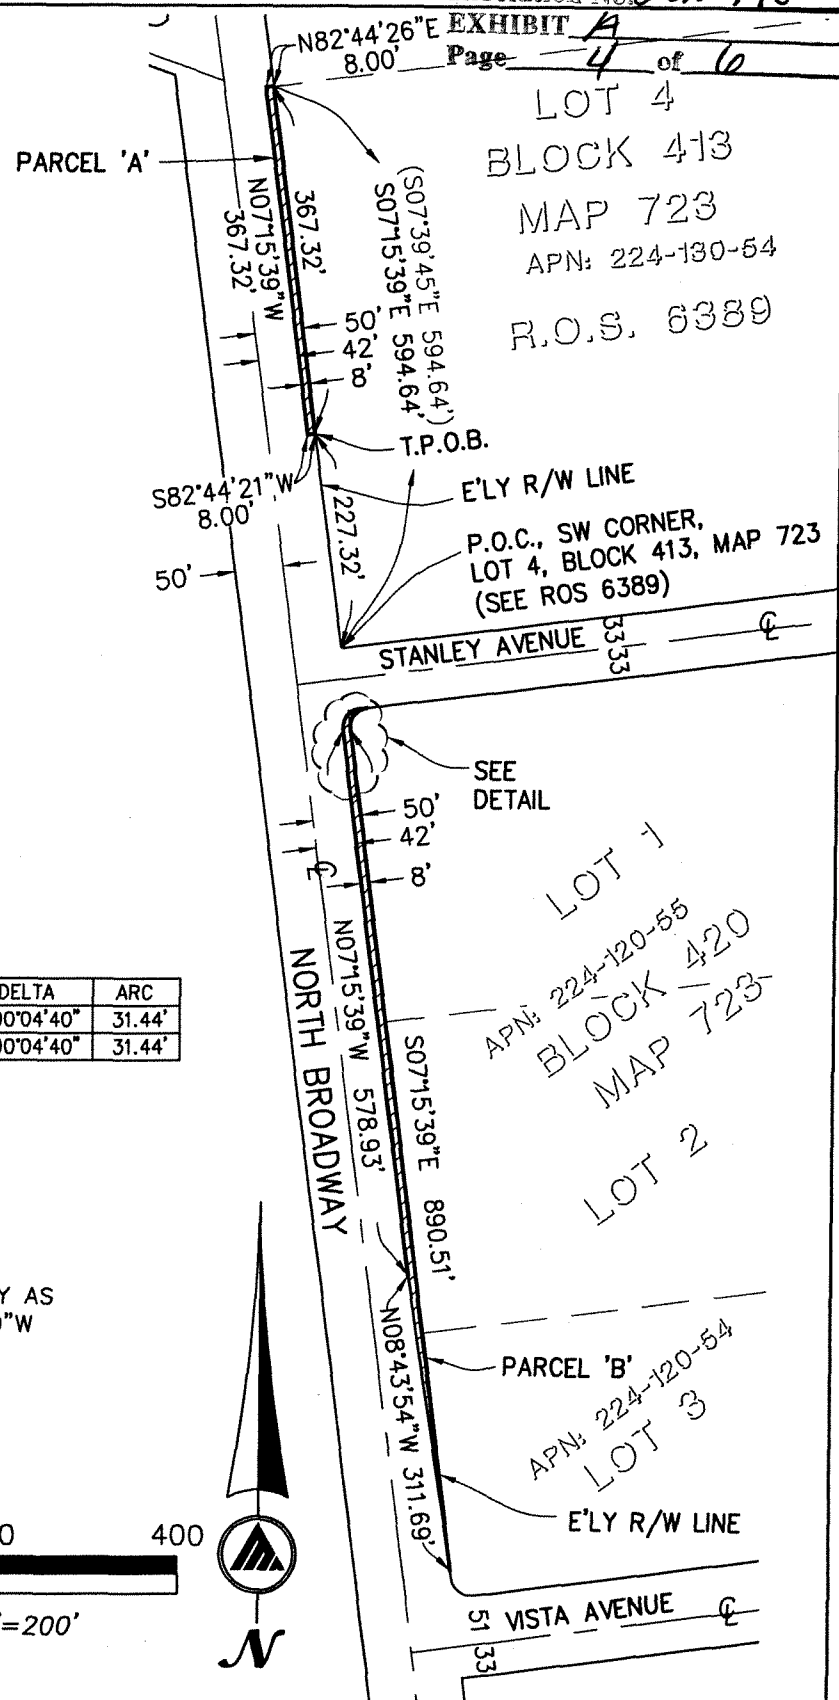 EXHIBIT A
Page 4 of 6
N82°44'26"E
8.00'
LOT 4
BLOCK 413
MAP 723
APN: 224-130-54
R.O.S. 6389
PARCEL 'A'
N07°15'39"W
367.32'
367.32'
(S07°39'45"E 594.64')
S07°15'39"E 594.64'
50'
42'
8'
T.P.O.B.
S82°44'21"W
8.00'
E'LY R/W LINE
227.32'
P.O.C., SW CORNER,
LOT 4, BLOCK 413, MAP 723
(SEE ROS 6389)
50'
STANLEY AVENUE
33
33
SEE
DETAIL
50'
42'
8'
LOT 1
APN: 224-120-55
BLOCK 420
MAP 723
DELTA ARC
00°04'40" 31.44'
00°04'40" 31.44'
NORTH BROADWAY
N07°15'39"W 578.93'
S07°15'39"E 890.51'
LOT 2
Y AS
"W
N08°43'54"W 311.69'
PARCEL 'B'
APN: 224-120-54
LOT 3
E'LY R/W LINE
0 400
'=200'
N
51
33
VISTA AVENUE